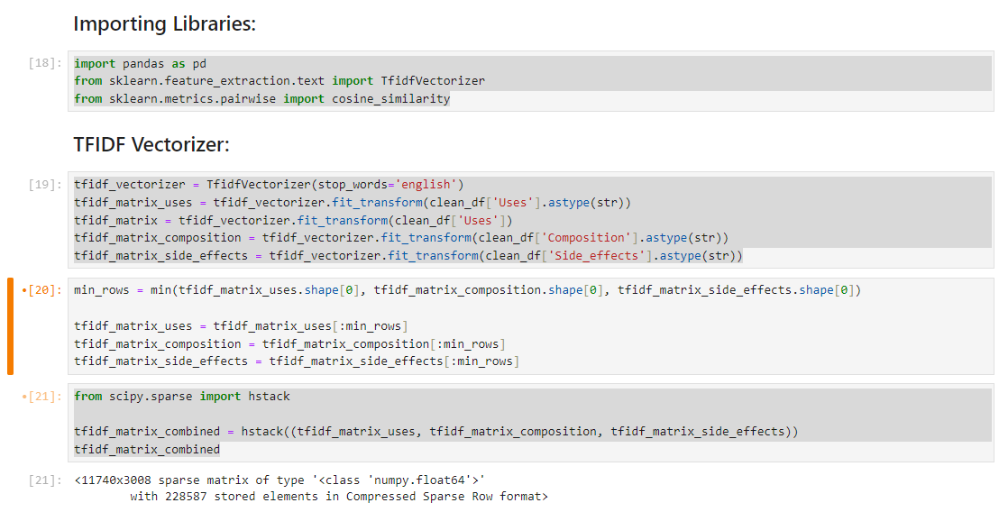 Importing Libraries:
[18]: import pandas as pd
from sklearn.feature_extraction.text import TfidfVectorizer
from sklearn.metrics.pairwise import cosine_similarity
TFIDF Vectorizer:
[19]: tfidf_vectorizer = TfidfVectorizer(stop_words='english')
tfidf_matrix_uses = tfidf_vectorizer.fit_transform(clean_df['Uses'].astype(str))
tfidf_matrix = tfidf_vectorizer.fit_transform(clean_df['Uses'])
tfidf_matrix_composition = tfidf_vectorizer.fit_transform(clean_df['Composition'].astype(str))
tfidf_matrix_side_effects = tfidf_vectorizer.fit_transform(clean_df['Side_effects'].astype(str))
•[20]: min_rows = min(tfidf_matrix_uses.shape[0], tfidf_matrix_composition.shape[0], tfidf_matrix_side_effects.shape[0])
tfidf_matrix_uses = tfidf_matrix_uses[:min_rows]
tfidf_matrix_composition = tfidf_matrix_composition[:min_rows]
tfidf_matrix_side_effects = tfidf_matrix_side_effects[:min_rows]
•[21]: from scipy.sparse import hstack
tfidf_matrix_combined = hstack((tfidf_matrix_uses, tfidf_matrix_composition, tfidf_matrix_side_effects))
tfidf_matrix_combined
[21]: <11740x3008 sparse matrix of type '<class 'numpy.float64'>'
with 228587 stored elements in Compressed Sparse Row format>